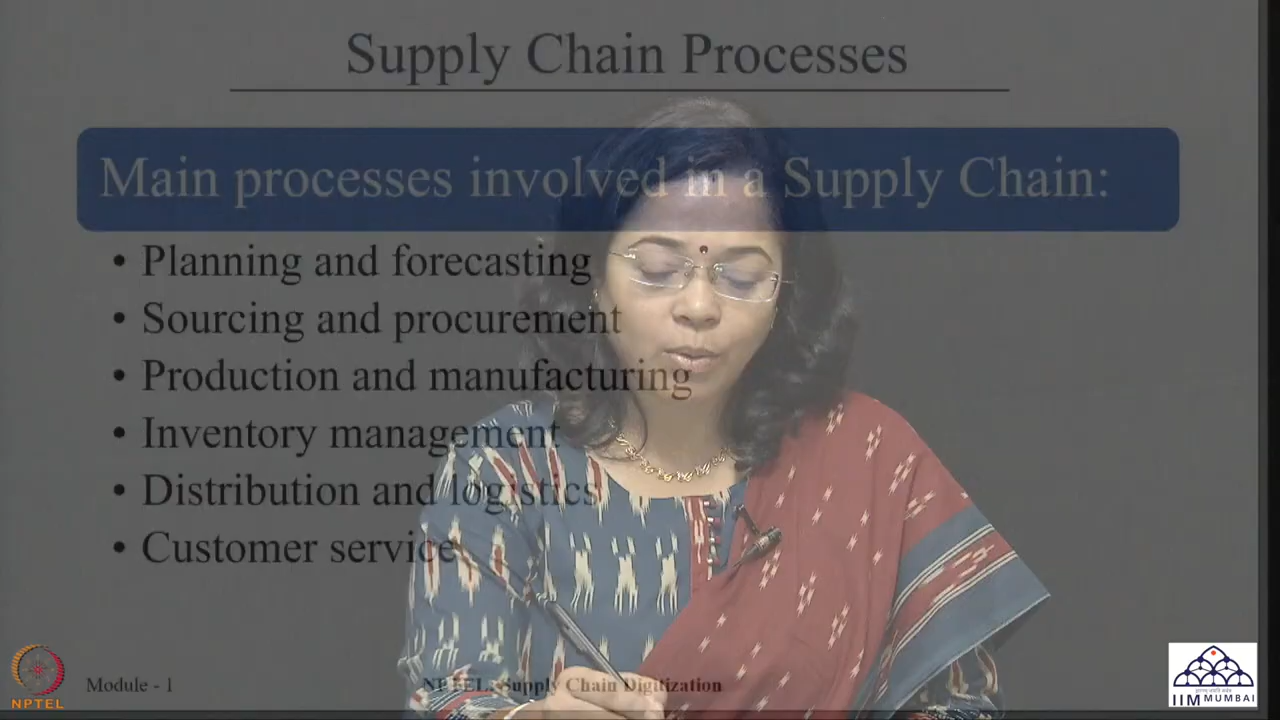 Supply Chain Processes
Main processes involved in a Supply Chain:
• Planning and forecasting
• Sourcing and procurement
• Production and manufacturing
• Inventory management
• Distribution and logistics
• Customer service
NPTEL
Module - 1
NPTEL: Supply Chain Digitization
IIM MUMBAI